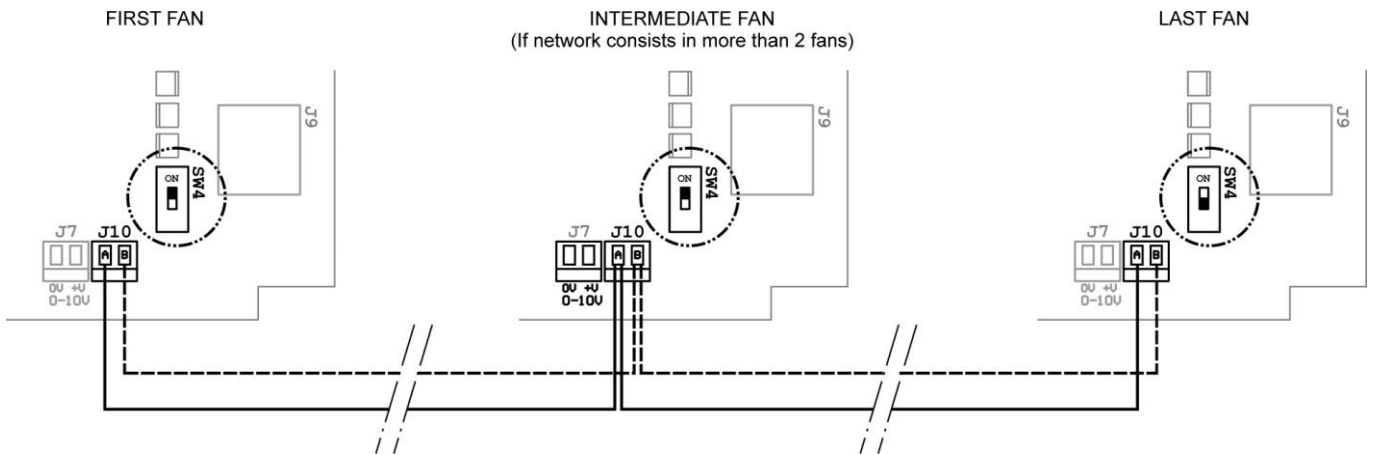 FIRST FAN
INTERMEDIATE FAN
(If network consists in more than 2 fans)
LAST FAN
J9
ON
SW4
J7 J10
A B
0V +V
0-10V
J9
ON
SW4
J7 J10
A B
0V +V
0-10V
J9
ON
SW4
J7 J10
A B
0V +V
0-10V